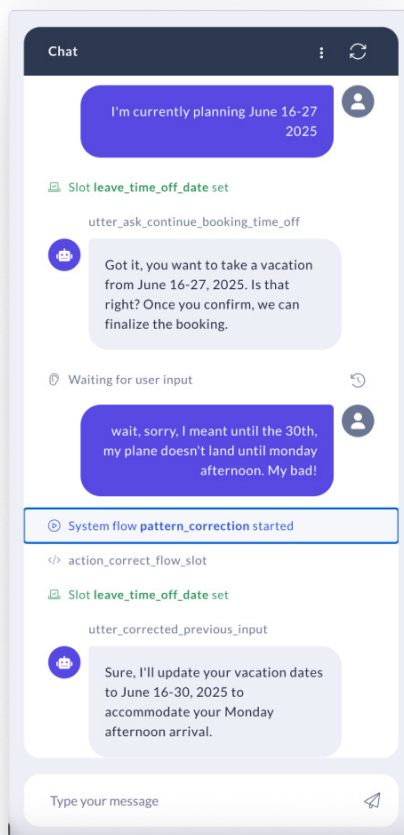 Chat
I'm currently planning June 16-27
2025
Slot leave_time_off_date set
utter_ask_continue_booking_time_off
Got it, you want to take a vacation
from June 16-27, 2025. Is that
right? Once you confirm, we can
finalize the booking.
Waiting for user input
wait, sorry, I meant until the 30th,
my plane doesn't land until monday
afternoon. My bad!
System flow pattern_correction started
</> action_correct_flow_slot
Slot leave_time_off_date set
utter_corrected_previous_input
Sure, I'll update your vacation dates
to June 16-30, 2025 to
accommodate your Monday
afternoon arrival.
Type your message